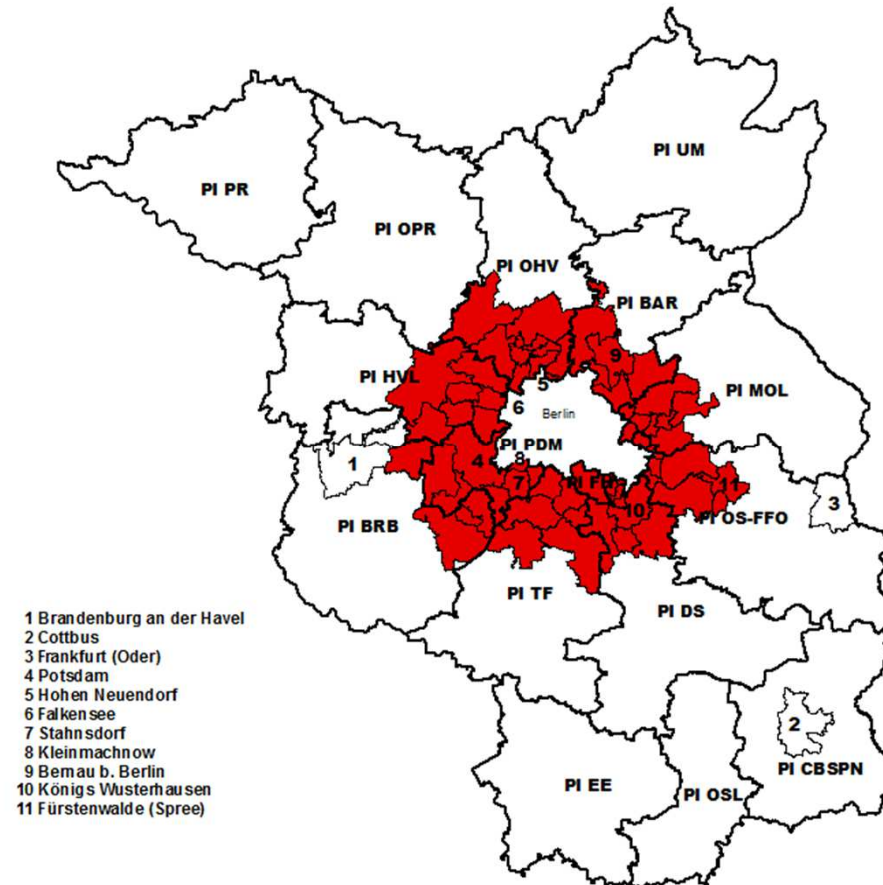 PI UM
PI PR
PI OPR
PI OHV
PI BAR
9
PI HVL
5
PI MOL
6
Berlin
PI PDM
8
1
4
7
11
3
10
PI OS-FFO
PI BRB
PI TF
PI DS
1 Brandenburg an der Havel
2 Cottbus
3 Frankfurt (Oder)
4 Potsdam
5 Hohen Neuendorf
6 Falkensee
7 Stahnsdorf
8 Kleinmachnow
9 Bernau b. Berlin
10 Königs Wusterhausen
11 Fürstenwalde (Spree)
2
PI CBSPN
PI EE
PI OSL